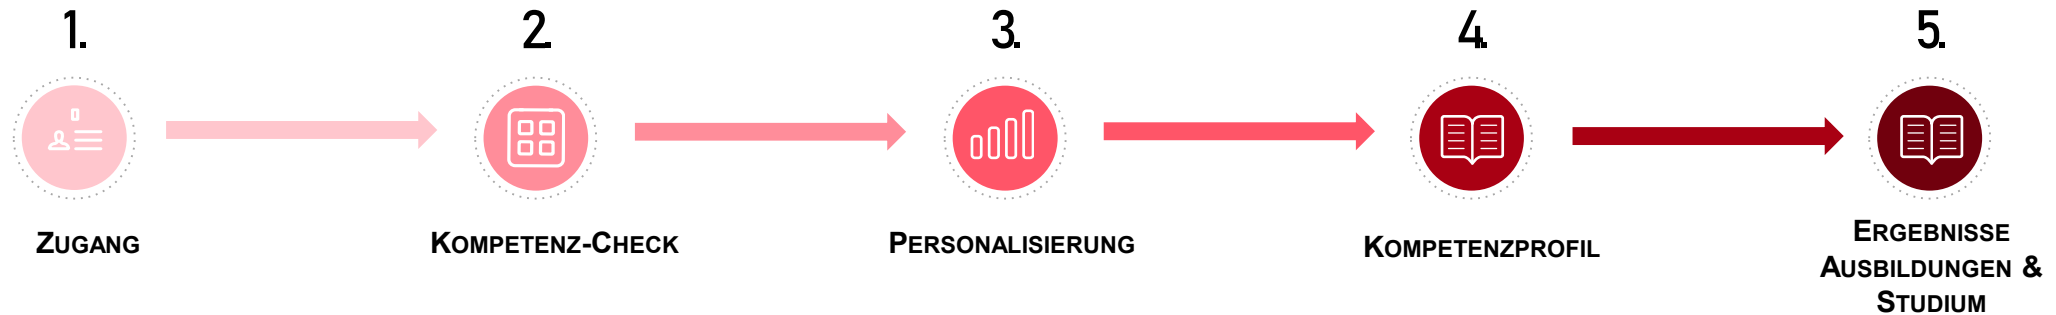 1.
2.
3.
4.
5.
ZUGANG
KOMPETENZ-CHECK
PERSONALISIERUNG
KOMPETENZPROFIL
ERGEBNISSE
AUSBILDUNGEN &
STUDIUM